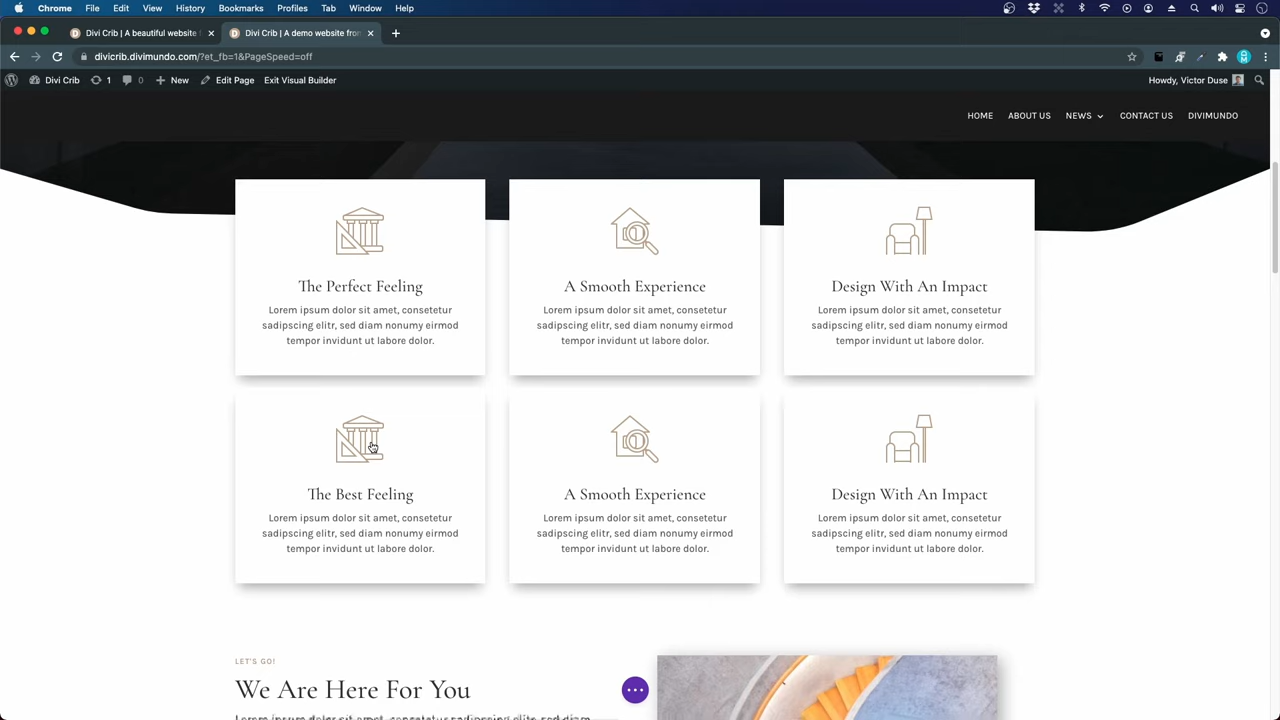 Chrome File Edit View History Bookmarks Profiles Tab Window Help
Divi Crib | A beautiful website
Divi Crib | A demo website from
divicrib.divimundo.com/?et_fb=1&PageSpeed=off
Divi Crib 1 0 New Edit Page Exit Visual Builder Howdy, Victor Duse
HOME ABOUT US NEWS CONTACT US DIVIMUNDO
The Perfect Feeling
Lorem ipsum dolor sit amet, consetetur
sadipscing elitr, sed diam nonumy eirmod
tempor invidunt ut labore dolor.
A Smooth Experience
Lorem ipsum dolor sit amet, consetetur
sadipscing elitr, sed diam nonumy eirmod
tempor invidunt ut labore dolor.
Design With An Impact
Lorem ipsum dolor sit amet, consetetur
sadipscing elitr, sed diam nonumy eirmod
tempor invidunt ut labore dolor.
The Best Feeling
Lorem ipsum dolor sit amet, consetetur
sadipscing elitr, sed diam nonumy eirmod
tempor invidunt ut labore dolor.
A Smooth Experience
Lorem ipsum dolor sit amet, consetetur
sadipscing elitr, sed diam nonumy eirmod
tempor invidunt ut labore dolor.
Design With An Impact
Lorem ipsum dolor sit amet, consetetur
sadipscing elitr, sed diam nonumy eirmod
tempor invidunt ut labore dolor.
LET'S GO!
We Are Here For You